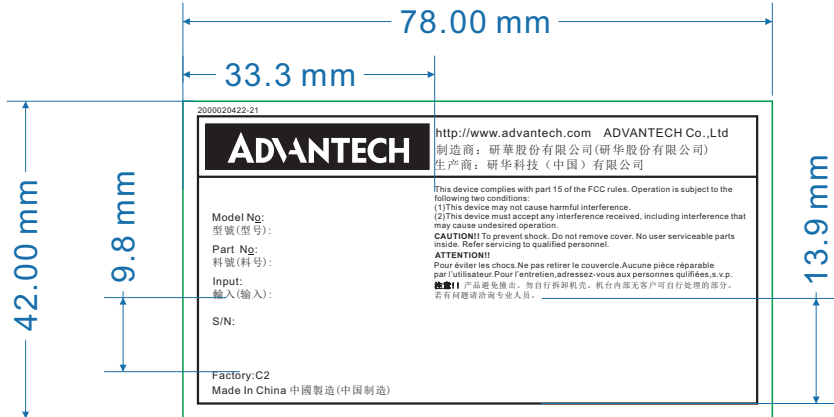 78.00 mm
33.3 mm
2000020422-21
ADVANTECH
http://www.advantech.com ADVANTECH Co.,Ltd
制造商：研華股份有限公司(研华股份有限公司)
生产商：研华科技（中国）有限公司
42.00 mm
9.8 mm
13.9 mm
This device complies with part 15 of the FCC rules. Operation is subject to the
following two conditions:
(1)This device may not cause harmful interference.
(2)This device must accept any interference received, including interference that
may cause undesired operation.
CAUTION!! To prevent shock. Do not remove cover. No user serviceable parts
inside. Refer servicing to qualified personnel.
ATTENTION!!
Pour éviter les chocs.Ne pas retirer le couvercle.Aucune pièce réparable
par l'utilisateur.Pour l'entretien,adressez-vous aux personnes qulifiées,s.v.p.
注意!! 产品避免撞击。勿自行拆卸机壳。机台内部无客户可自行处理的部分。
若有问题请洽询专业人员。
Model No:
型號(型号):
Part No:
料號(料号):
Input:
輸入(输入):
S/N:
Factory:C2
Made In China 中國製造(中国制造)